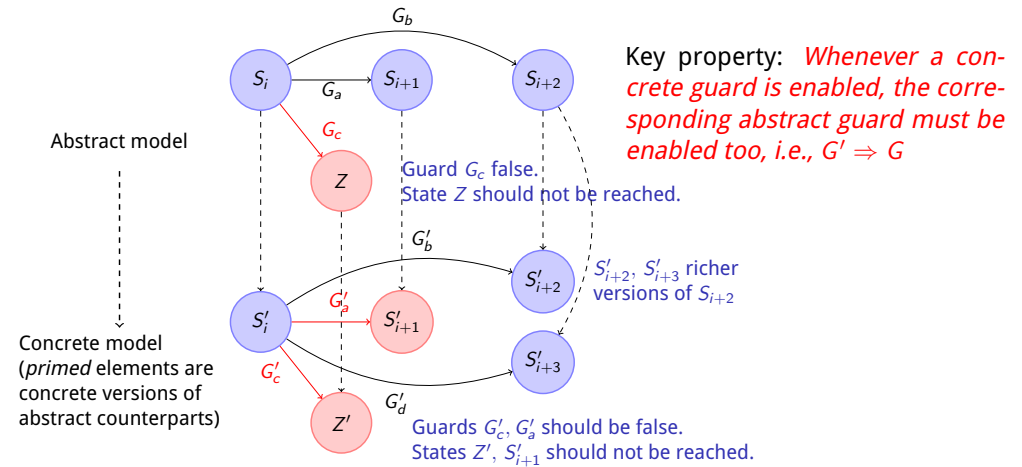 G_b
S_i
S_{i+1}
S_{i+2}
G_a
G_c
Z
Key property: Whenever a con-
crete guard is enabled, the corre-
sponding abstract guard must be
enabled too, i.e., G′ ⇒ G
Abstract model
Guard G_c false.
State Z should not be reached.
G′_b
S′_{i+2}
S′_{i+2}, S′_{i+3} richer
versions of S_{i+2}
S′_i
G′_a
S′_{i+1}
S′_{i+3}
G′_c
G′_d
Z′
Concrete model
(primed elements are
concrete versions of
abstract counterparts)
Guards G′_c, G′_a should be false.
States Z′, S′_{i+1} should not be reached.